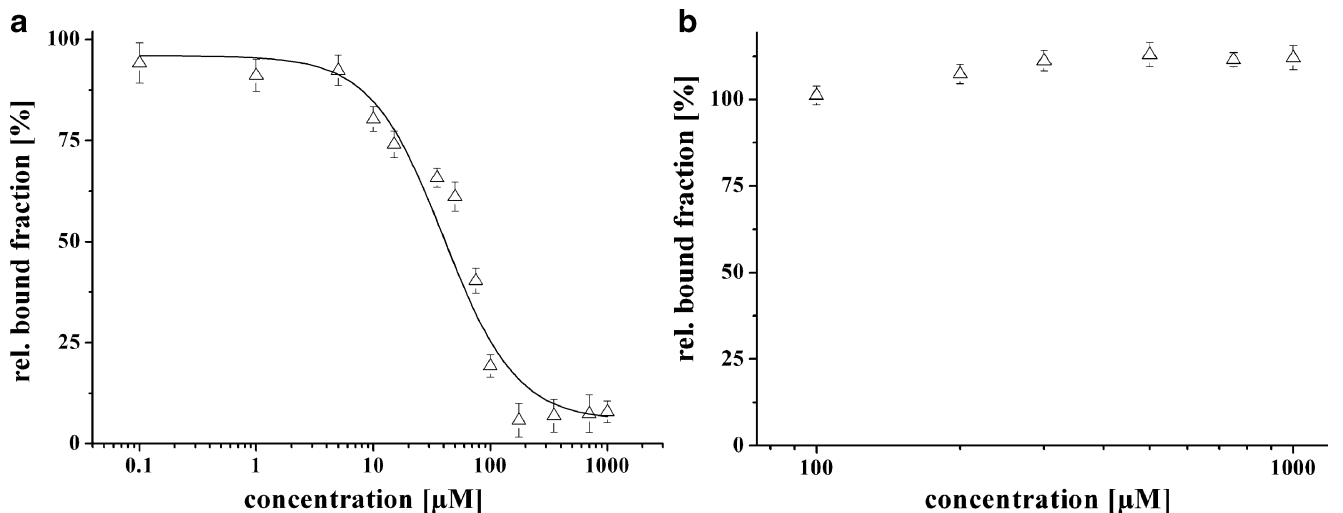 a
rel. bound fraction [%]
100
75
50
25
0
0.1 1 10 100 1000
concentration [µM]
b
rel. bound fraction [%]
100
75
50
25
0
100 1000
concentration [µM]